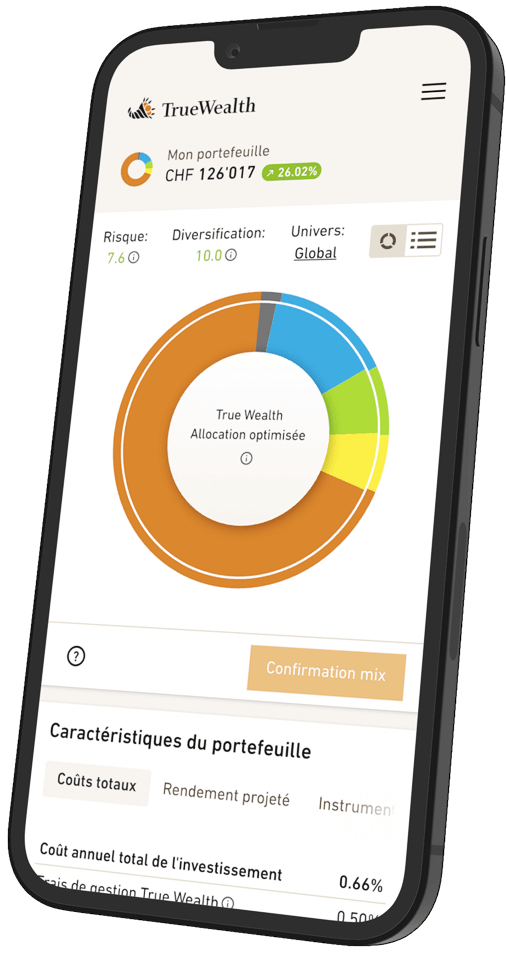 TrueWealth
Mon portefeuille
CHF 126'017 ↗ 26.02%
Risque: Diversification: Univers:
7.6 10.0 Global
True Wealth
Allocation optimisée
?
Confirmation mix
Caractéristiques du portefeuille
Coûts totaux Rendement projeté Instrument
Coût annuel total de l'investissement 0.66%
Frais de gestion True Wealth 0.50%